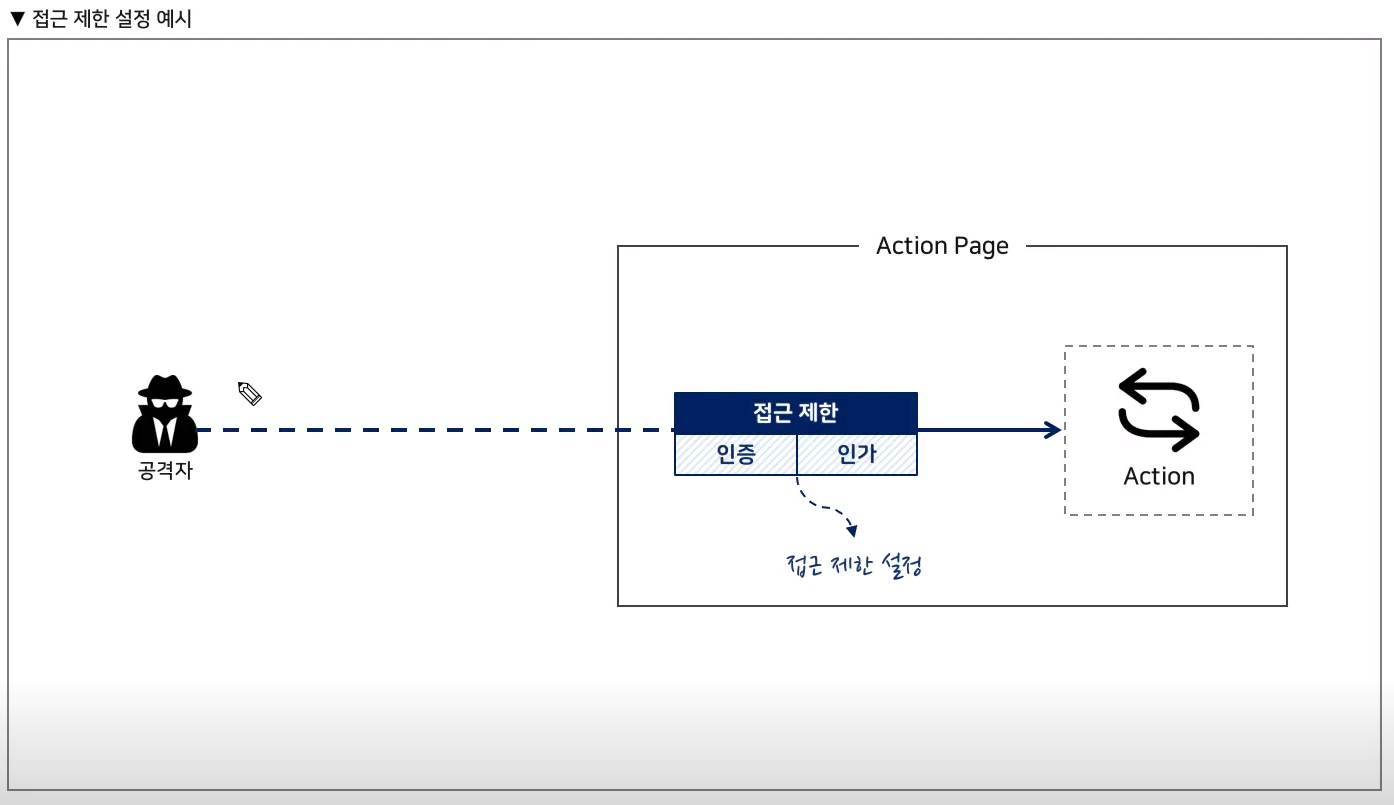 ▼ 접근 제한 설정 예시
Action Page
접근 제한
인증 인가
공격자
Action
접근 제한 설정